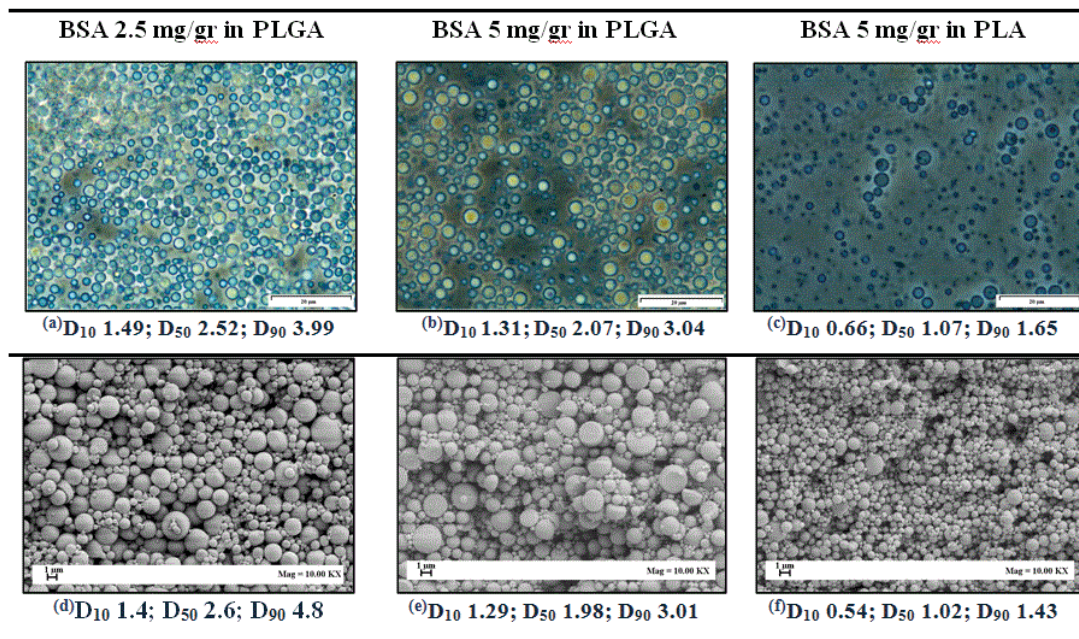 BSA 2.5 mg/gr in PLGA
BSA 5 mg/gr in PLGA
BSA 5 mg/gr in PLA
20 µm
20 µm
20 µm
(a)D10 1.49; D50 2.52; D90 3.99
(b)D10 1.31; D50 2.07; D90 3.04
(c)D10 0.66; D50 1.07; D90 1.65
1 µm Mag = 10.00 KX
1 µm Mag = 10.00 KX
1 µm Mag = 10.00 KX
(d)D10 1.4; D50 2.6; D90 4.8
(e)D10 1.29; D50 1.98; D90 3.01
(f)D10 0.54; D50 1.02; D90 1.43